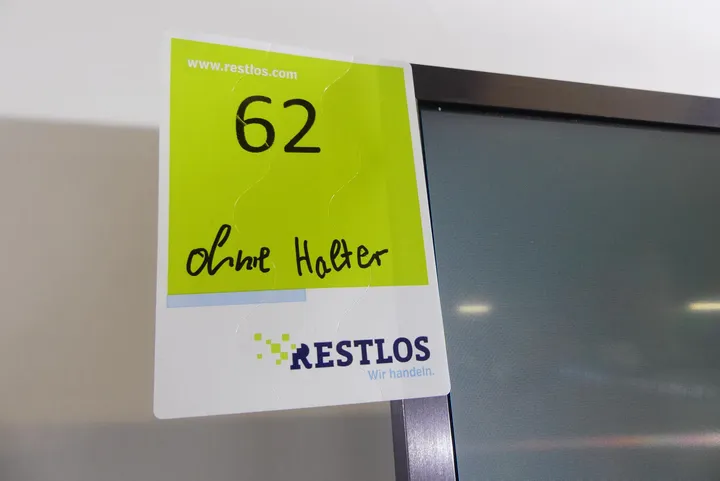 www.restlos.com
62
ohne Halter
RESTLOS
Wir handeln.